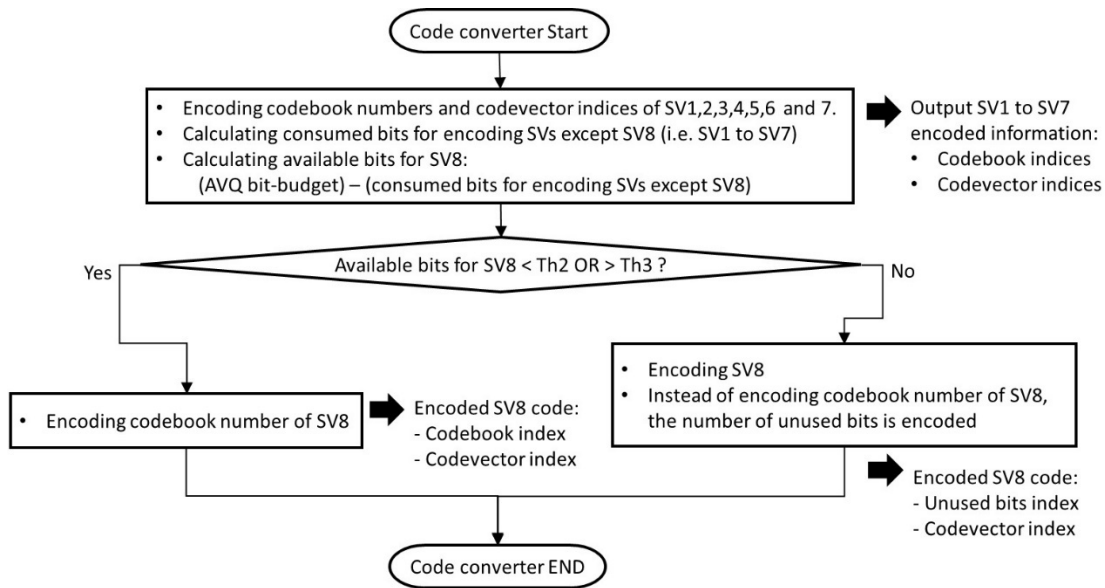 Code converter Start
• Encoding codebook numbers and codevector indices of SV1,2,3,4,5,6 and 7.
• Calculating consumed bits for encoding SVs except SV8 (i.e. SV1 to SV7)
• Calculating available bits for SV8:
(AVQ bit-budget) – (consumed bits for encoding SVs except SV8)
Output SV1 to SV7
encoded information:
• Codebook indices
• Codevector indices
Available bits for SV8 < Th2 OR > Th3 ?
Yes
No
• Encoding codebook number of SV8
Encoded SV8 code:
- Codebook index
- Codevector index
• Encoding SV8
• Instead of encoding codebook number of SV8,
the number of unused bits is encoded
Encoded SV8 code:
- Unused bits index
- Codevector index
Code converter END